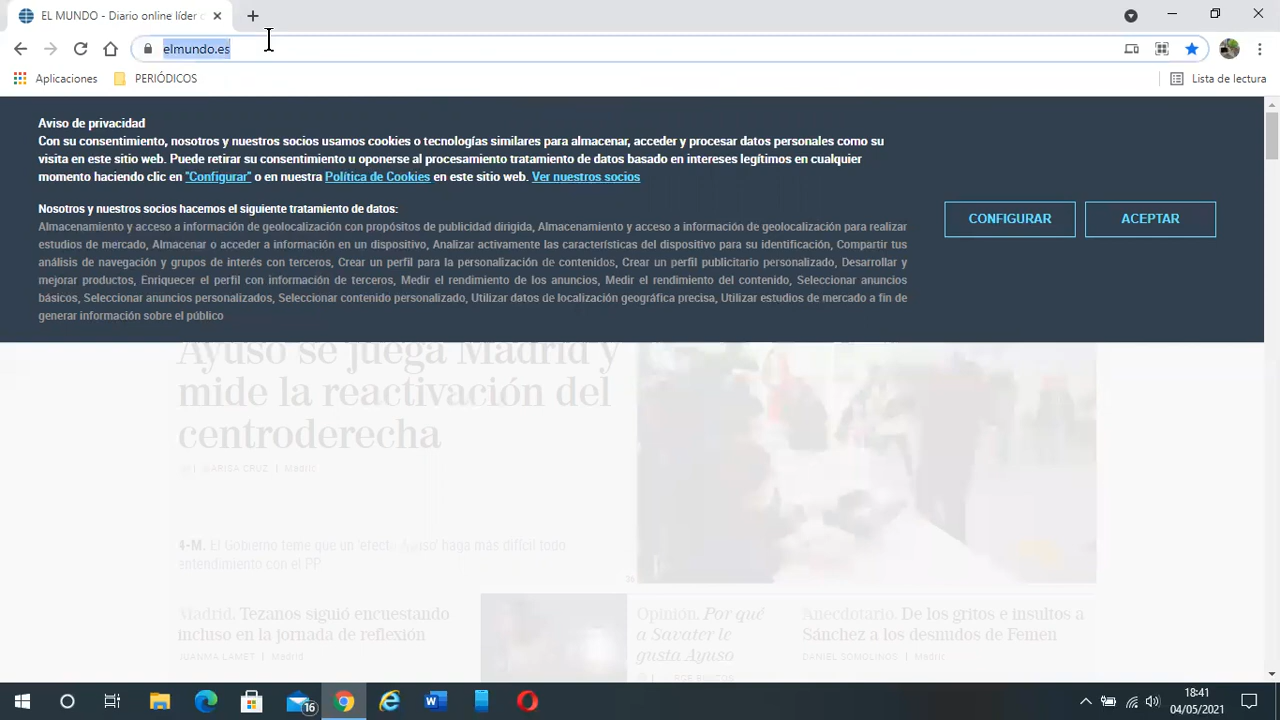 EL MUNDO - Diario online líder
elmundo.es
Aplicaciones
PERIÓDICOS
Lista de lectura
Aviso de privacidad
Con su consentimiento, nosotros y nuestros socios usamos cookies o tecnologías similares para almacenar, acceder y procesar datos personales como su
visita en este sitio web. Puede retirar su consentimiento u oponerse al procesamiento tratamiento de datos basado en intereses legítimos en cualquier
momento haciendo clic en "Configurar" o en nuestra Política de Cookies en este sitio web. Ver nuestros socios
Nosotros y nuestros socios hacemos el siguiente tratamiento de datos:
Almacenamiento y acceso a información de geolocalización con propósitos de publicidad dirigida, Almacenamiento y acceso a información de geolocalización para realizar
estudios de mercado, Almacenar o acceder a información en un dispositivo, Analizar activamente las características del dispositivo para su identificación, Compartir tus
análisis de navegación y grupos de interés con terceros, Crear un perfil para la personalización de contenidos, Crear un perfil publicitario personalizado, Desarrollar y
mejorar productos, Enriquecer el perfil con información de terceros, Medir el rendimiento de los anuncios, Medir el rendimiento del contenido, Seleccionar anuncios
básicos, Seleccionar anuncios personalizados, Seleccionar contenido personalizado, Utilizar datos de localización geográfica precisa, Utilizar estudios de mercado a fin de
generar información sobre el público
CONFIGURAR
ACEPTAR
Ayuso se juega Madrid y
mide la reactivación del
centroderecha
MARISA CRUZ | Madrid
4-M. El Gobierno teme que un 'efecto Ayuso' haga más difícil todo
entendimiento con el PP
Madrid. Tezanos siguió encuestando
incluso en la jornada de reflexión
JUANMA LAMET | Madrid
Opinión. Por qué
a Savater le
gusta Ayuso
Anecdotario. De los gritos e insultos a
Sánchez a los desnudos de Femen
DANIEL SOMOLINOS | Madrid
16
18:41
04/05/2021